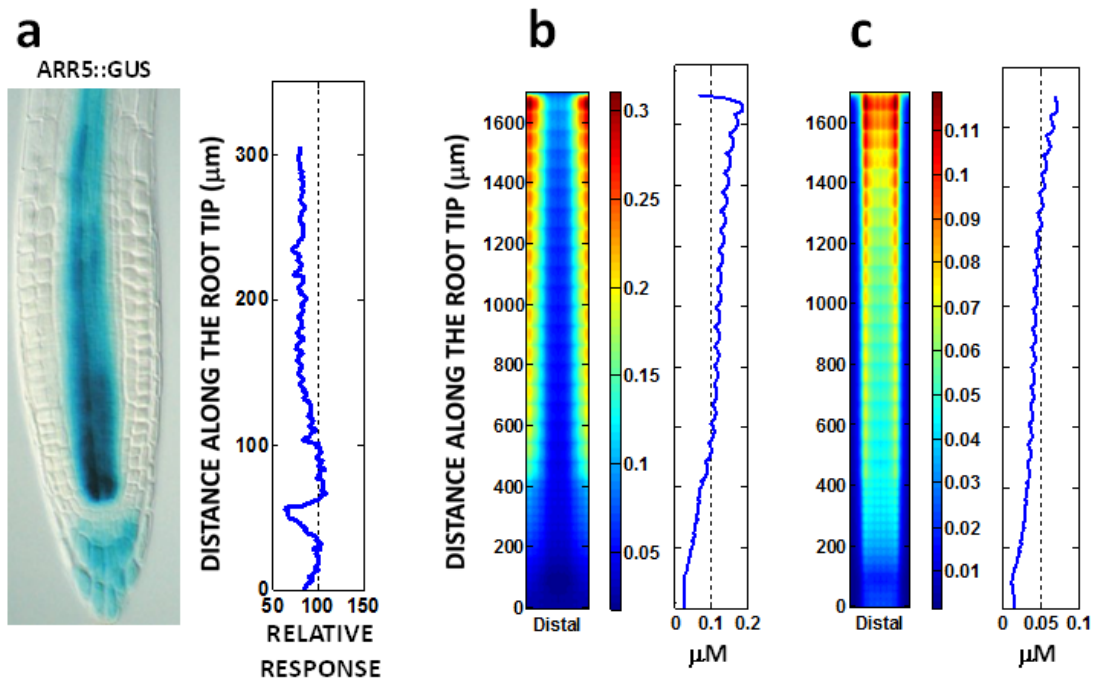 a
ARR5::GUS
DISTANCE ALONG THE ROOT TIP (μm)
300
200
100
0
50 100 150
RELATIVE
RESPONSE
b
DISTANCE ALONG THE ROOT TIP (μm)
1600
1400
1200
1000
800
600
400
200
0
Distal
0.3
0.25
0.2
0.15
0.1
0.05
0 0.1 0.2
μM
c
1600
1400
1200
1000
800
600
400
200
0
Distal
0.11
0.1
0.09
0.08
0.07
0.06
0.05
0.04
0.03
0.02
0.01
0 0.05 0.1
μM